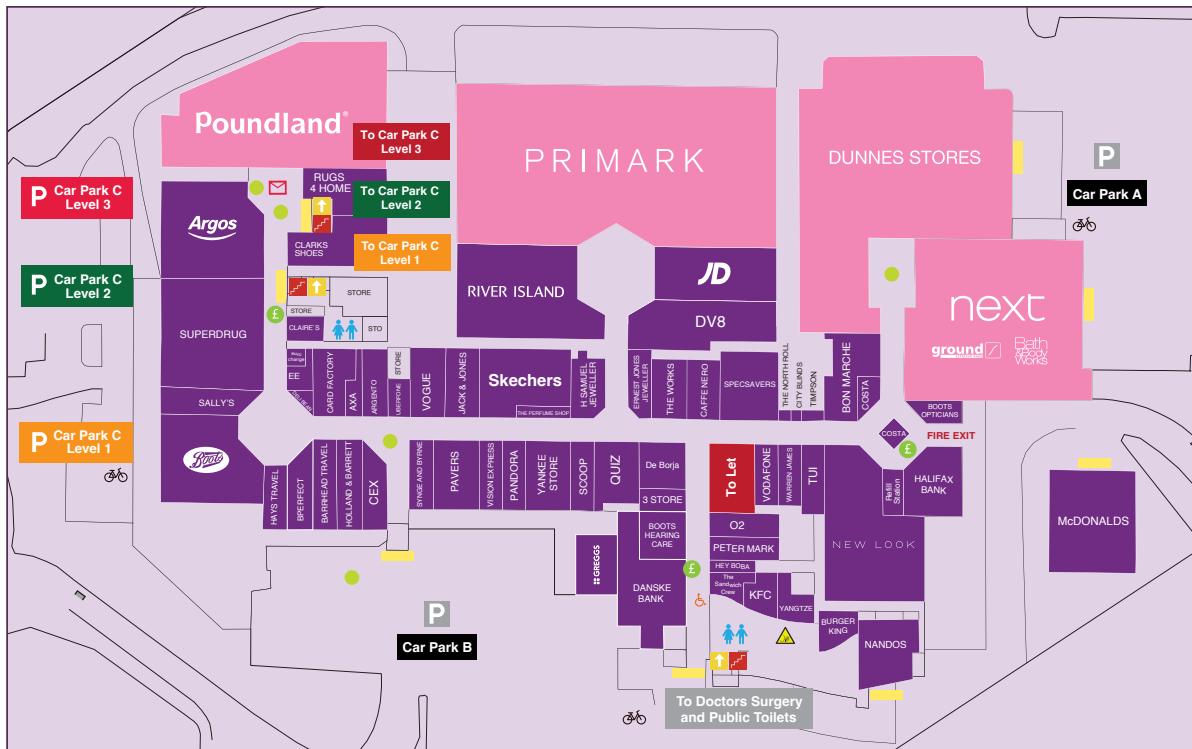 Poundland®
To Car Park C
Level 3
PRIMARK
DUNNES STORES
P
Car Park A
P Car Park C
Level 3
Argos
RUGS
4 HOME
To Car Park C
Level 2
CLARKS
SHOES
To Car Park C
Level 1
P Car Park C
Level 2
STORE
STORE
STO
£
CLAIRE'S
SUPERDRUG
RIVER ISLAND
JD
DV8
next
ground
Bath
&Body
Works
EE
CARD FACTORY
AXA
ARGENTO
STORE
UBERFONE
VOGUE
JACK & JONES
Skechers
THE PERFUME SHOP
H SAMUEL
JEWELLER
ERNEST JONES
JEWELLER
THE WORKS
CAFFE NERO
SPECSAVERS
THE NORTH ROLL
CITY BLINDS
TIMPSON
BON MARCHE
COSTA
BOOTS
OPTICIANS
SALLY'S
P Car Park C
Level 1
Boots
COSTA
FIRE EXIT
£
HAYS TRAVEL
BPERFECT
BARRHEAD TRAVEL
HOLLAND & BARRETT
CEX
SYNGE AND BYRNE
PAVERS
VISION EXPRESS
PANDORA
YANKEE
STORE
SCOOP
QUIZ
De Borja
3 STORE
To Let
VODAFONE
WARREN JAMES
TUI
Refill
Station
HALIFAX
BANK
McDONALDS
BOOTS
HEARING
CARE
O2
PETER MARK
NEW LOOK
GREGGS
DANSKE
BANK
£
HEY BOBA
The
Sandwich
Crew
KFC
YANGTZE
BURGER
KING
NANDOS
P
Car Park B
To Doctors Surgery
and Public Toilets